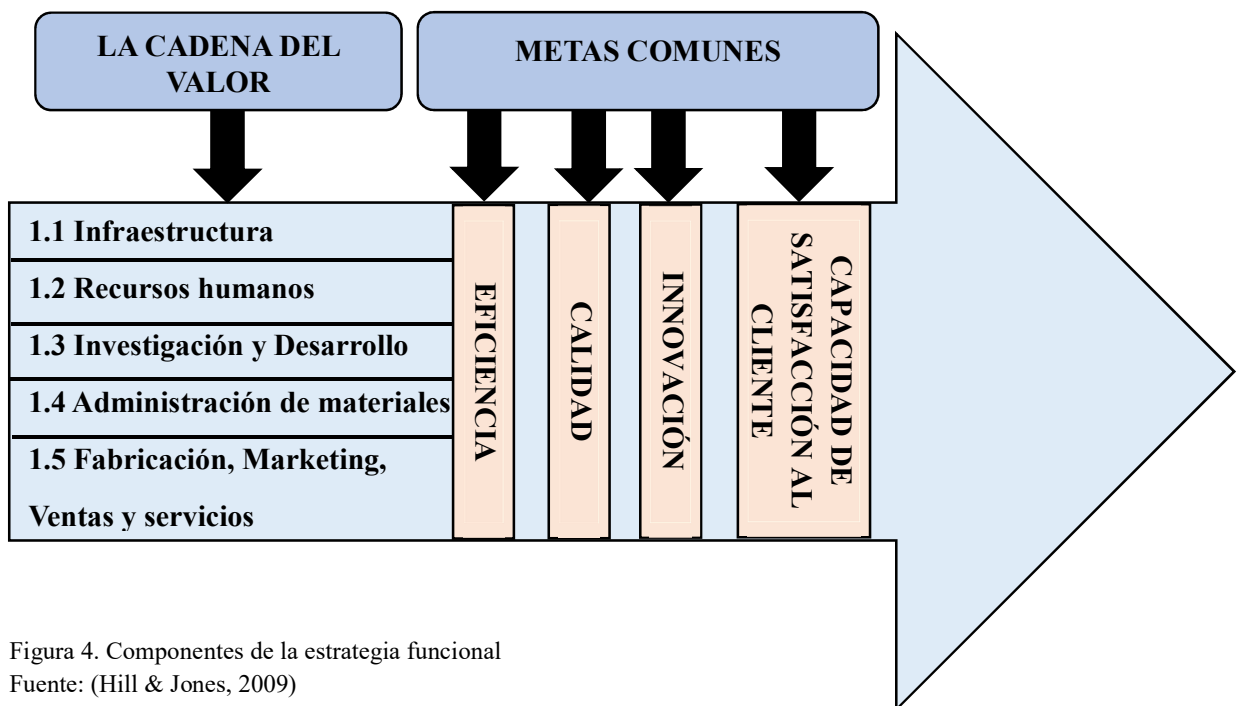 LA CADENA DEL
VALOR
METAS COMUNES
1.1 Infraestructura
1.2 Recursos humanos
1.3 Investigación y Desarrollo
1.4 Administración de materiales
1.5 Fabricación, Marketing,
Ventas y servicios
EFICIENCIA
CALIDAD
INNOVACIÓN
CAPACIDAD DE
SATISFACCIÓN AL
CLIENTE
Figura 4. Componentes de la estrategia funcional
Fuente: (Hill & Jones, 2009)